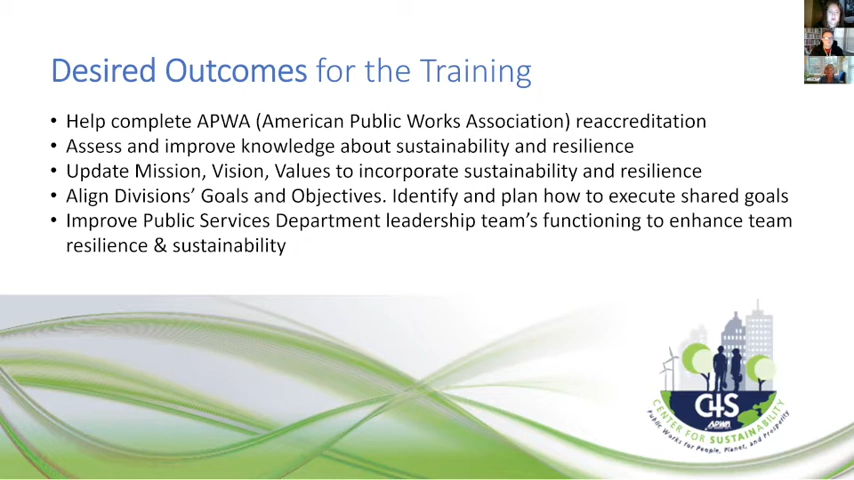 Desired Outcomes for the Training
• Help complete APWA (American Public Works Association) reaccreditation
• Assess and improve knowledge about sustainability and resilience
• Update Mission, Vision, Values to incorporate sustainability and resilience
• Align Divisions’ Goals and Objectives. Identify and plan how to execute shared goals
• Improve Public Services Department leadership team’s functioning to enhance team
resilience & sustainability
C4S
APWA
CENTER FOR SUSTAINABILITY
Public Works for People, Planet, and Prosperity